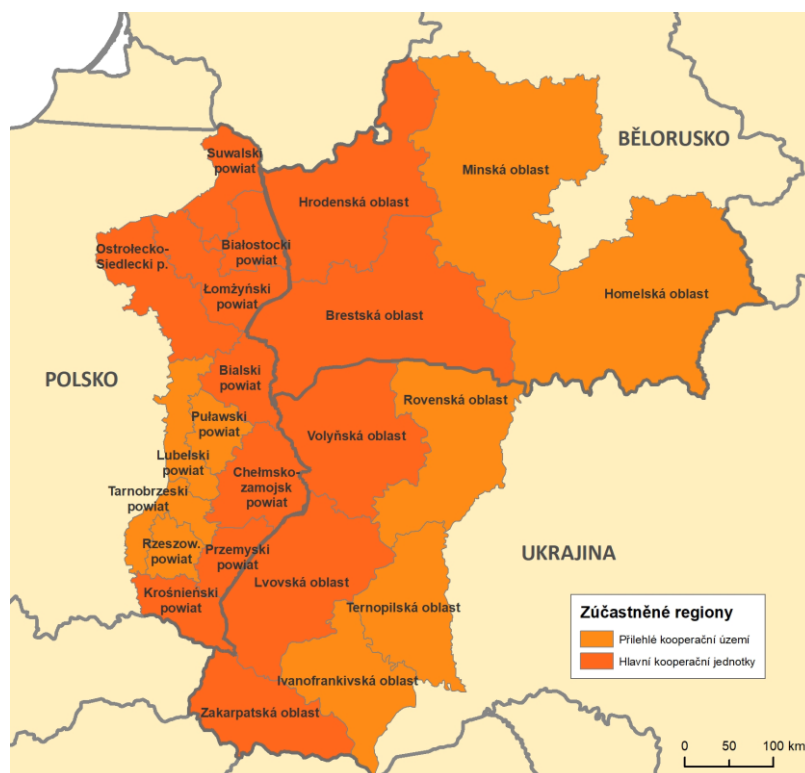 Suwalski
powiat
BĚLORUSKO
Minská oblast
Hrodenská oblast
Ostrołecko-
Siedlecki p.
Białostocki
powiat
Łomżyński
powiat
Homelská oblast
Brestská oblast
POLSKO
Bialski
powiat
Rovenská oblast
Puławski
powiat
Volyňská oblast
Lubelski
powiat
Chełmsko-
zamojsk
powiat
Tarnobrzeski
powiat
Rzeszow.
powiat
Przemyski
powiat
UKRAJINA
Lvovská oblast
Krośnieński
powiat
Ternopilská oblast
Zúčastněné regiony
Přilehlé kooperační území
Hlavní kooperační jednotky
Ivanofrankivská oblast
Zakarpatská oblast
0 50 100 km